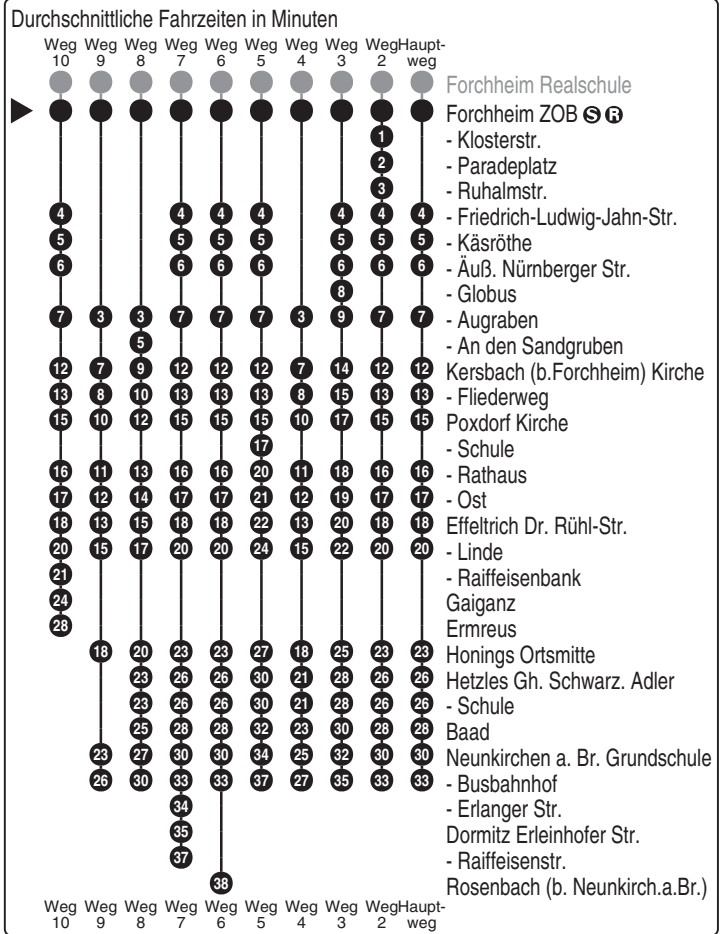 Durchschnittliche Fahrzeiten in Minuten
Weg Weg Weg Weg Weg Weg Weg Weg Weg Haupt-
10 9 8 7 6 5 4 3 2 weg
Forchheim Realschule
Forchheim ZOB S R
1 - Klosterstr.
2 - Paradeplatz
3 - Ruhalmstr.
4 4 4 4 4 4 4 - Friedrich-Ludwig-Jahn-Str.
5 5 5 5 5 5 5 - Käsröthe
6 6 6 6 6 6 6 - Äuß. Nürnberger Str.
8 - Globus
7 3 3 7 7 7 3 9 7 7 - Augraben
5 - An den Sandgruben
12 7 9 12 12 12 7 14 12 12 Kersbach (b.Forchheim) Kirche
13 8 10 13 13 13 8 15 13 13 - Fliederweg
15 10 12 15 15 15 10 17 15 15 Poxdorf Kirche
17 - Schule
16 11 13 16 16 20 11 18 16 16 - Rathaus
17 12 14 17 17 21 12 19 17 17 - Ost
18 13 15 18 18 22 13 20 18 18 Effeltrich Dr. Rühl-Str.
20 15 17 20 20 24 15 22 20 20 - Linde
21 - Raiffeisenbank
24 Gaiganz
28 Ermreus
18 20 23 23 27 18 25 23 23 Honings Ortsmitte
23 26 26 30 21 28 26 26 Hetzles Gh. Schwarz. Adler
23 26 26 30 21 28 26 26 - Schule
25 28 28 32 23 30 28 28 Baad
23 27 30 30 34 25 32 30 30 Neunkirchen a. Br. Grundschule
26 30 33 33 37 27 35 33 33 - Busbahnhof
34 - Erlanger Str.
35 Dormitz Erleinhofer Str.
37 - Raiffeisenstr.
38 Rosenbach (b. Neunkirch.a.Br.)
Weg Weg Weg Weg Weg Weg Weg Weg Weg Haupt-
10 9 8 7 6 5 4 3 2 weg